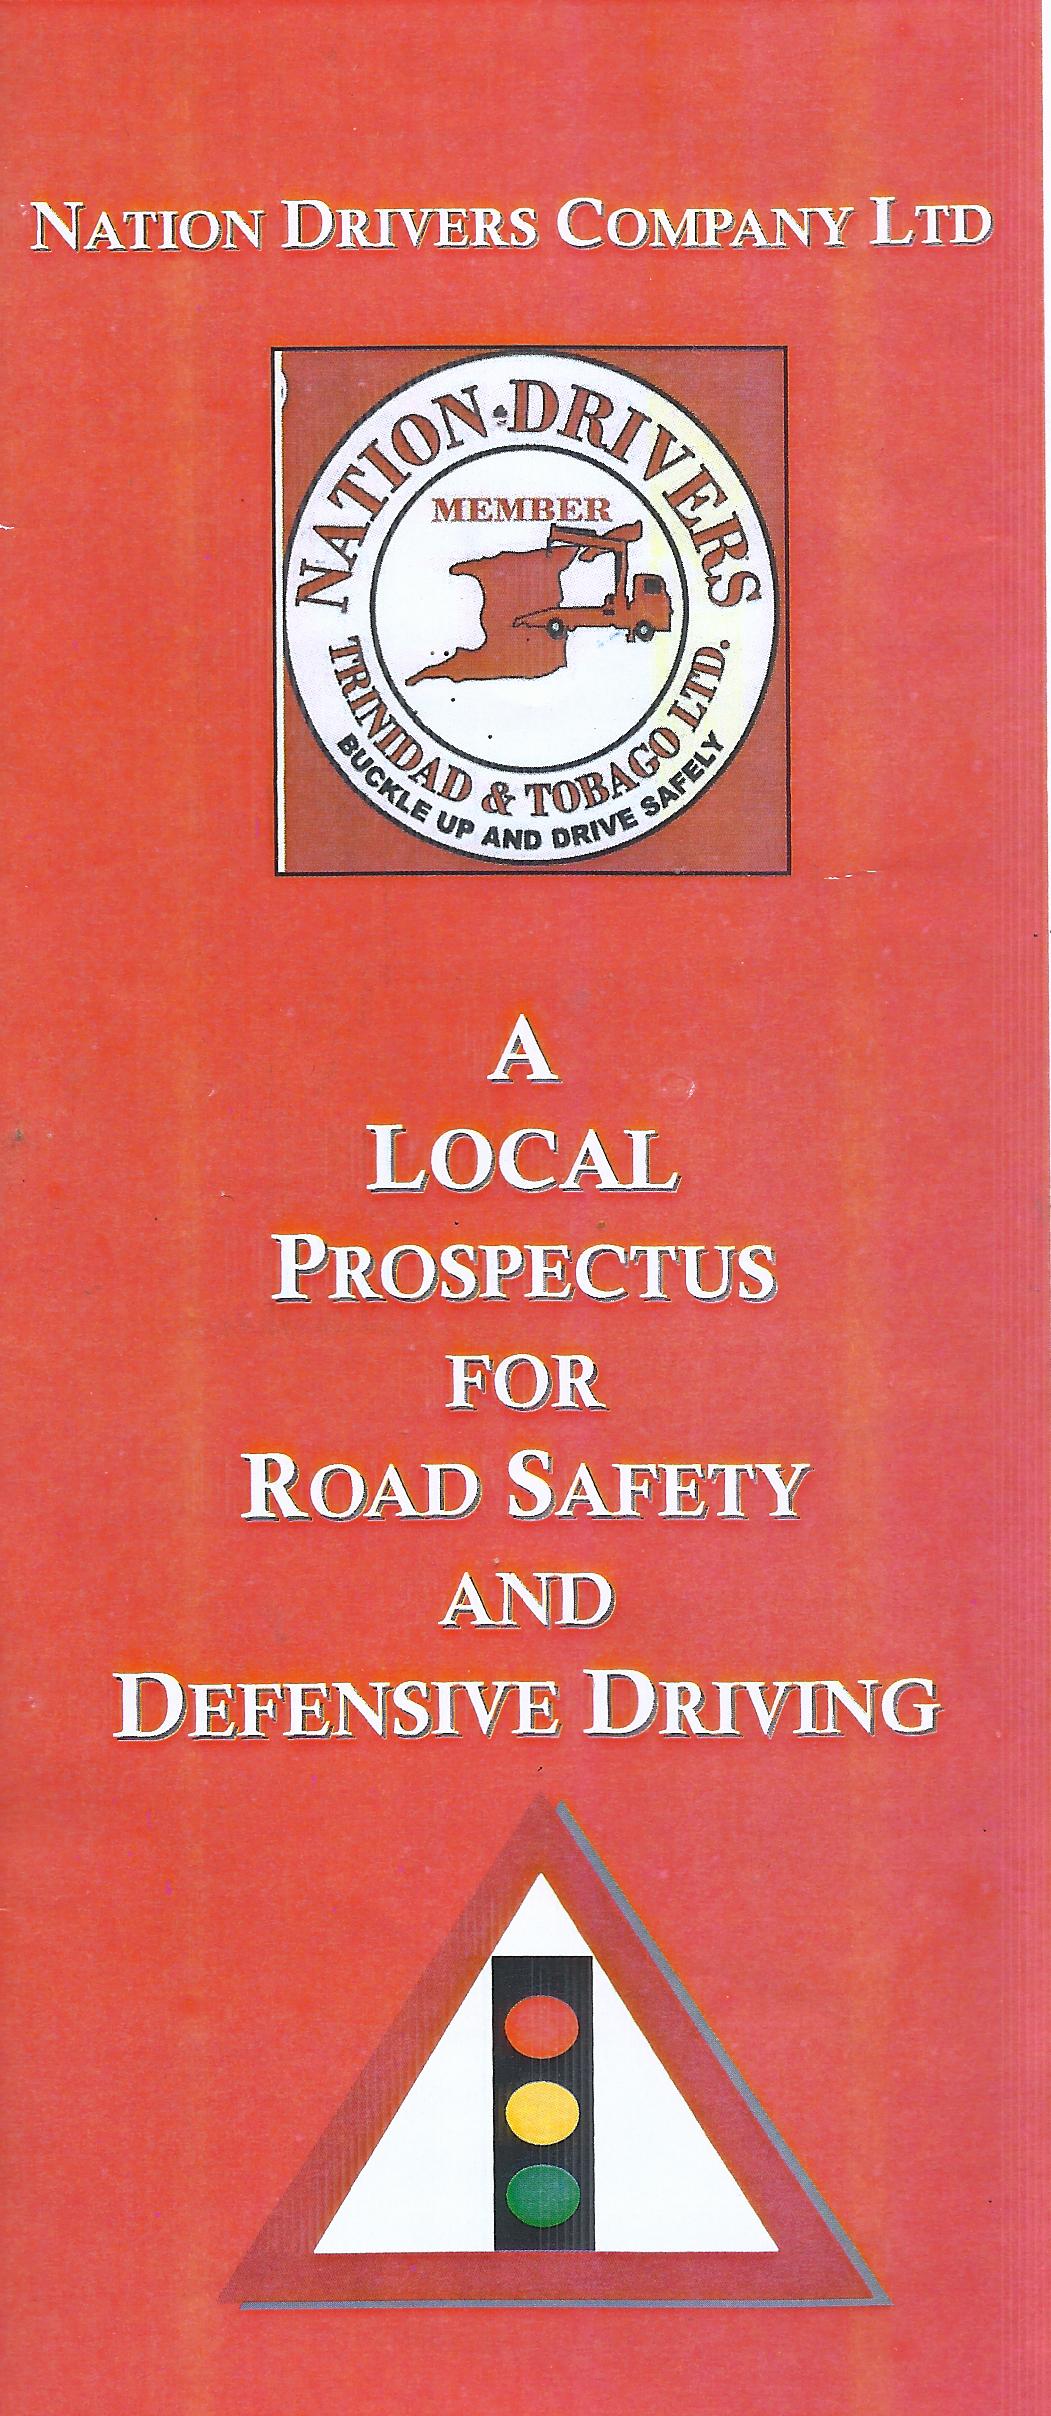 NATION DRIVERS COMPANY LTD
NATION·DRIVERS
MEMBER
TRINIDAD & TOBAGO LTD.
BUCKLE UP AND DRIVE SAFELY
A
LOCAL
PROSPECTUS
FOR
ROAD SAFETY
AND
DEFENSIVE DRIVING